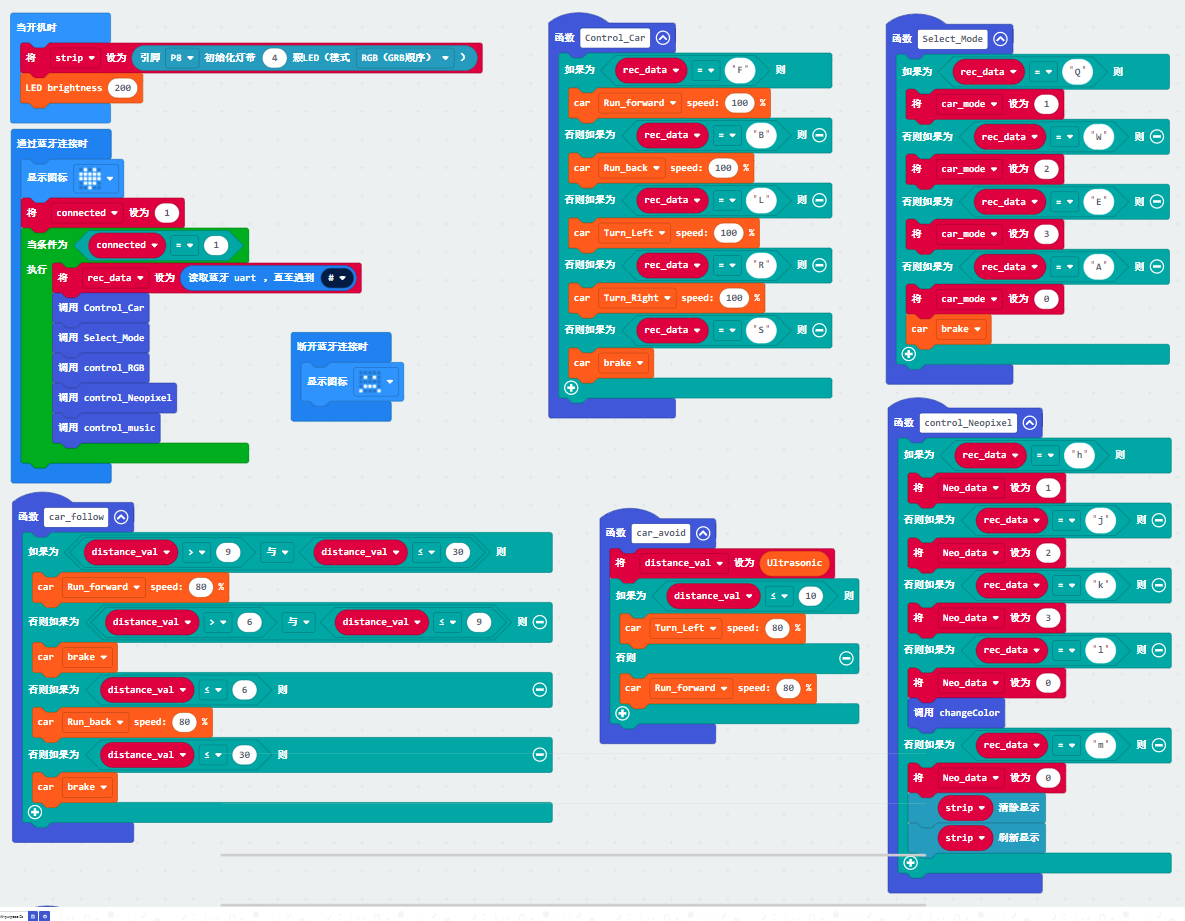 当开机时
将 strip 设为 引脚 P8 初始化灯带 4 颗LED（模式 RGB（GRB顺序） ）
LED brightness 200
通过蓝牙连接时
显示图标
将 connected 设为 1
当条件为 connected = 1
执行 将 rec_data 设为 读取蓝牙 uart ，直至遇到 #
调用 Control_Car
调用 Select_Mode
调用 control_RGB
调用 control_Neopixel
调用 control_music
断开蓝牙连接时
显示图标
函数 car_follow
如果为 distance_val > 9 与 distance_val ≤ 30 则
car Run_forward speed: 80 %
否则如果为 distance_val > 6 与 distance_val ≤ 9 则
car brake
否则如果为 distance_val ≤ 6 则
car Run_back speed: 80 %
否则如果为 distance_val ≤ 30 则
car brake
函数 Control_Car
如果为 rec_data = "F" 则
car Run_forward speed: 100 %
否则如果为 rec_data = "B" 则
car Run_back speed: 100 %
否则如果为 rec_data = "L" 则
car Turn_Left speed: 100 %
否则如果为 rec_data = "R" 则
car Turn_Right speed: 100 %
否则如果为 rec_data = "S" 则
car brake
函数 car_avoid
将 distance_val 设为 Ultrasonic
如果为 distance_val ≤ 10 则
car Turn_Left speed: 80 %
否则
car Run_forward speed: 80 %
函数 Select_Mode
如果为 rec_data = "Q" 则
将 car_mode 设为 1
否则如果为 rec_data = "W" 则
将 car_mode 设为 2
否则如果为 rec_data = "E" 则
将 car_mode 设为 3
否则如果为 rec_data = "A" 则
将 car_mode 设为 0
car brake
函数 control_Neopixel
如果为 rec_data = "h" 则
将 Neo_data 设为 1
否则如果为 rec_data = "j" 则
将 Neo_data 设为 2
否则如果为 rec_data = "k" 则
将 Neo_data 设为 3
否则如果为 rec_data = "l" 则
将 Neo_data 设为 0
调用 changeColor
否则如果为 rec_data = "m" 则
将 Neo_data 设为 0
strip 清除显示
strip 刷新显示